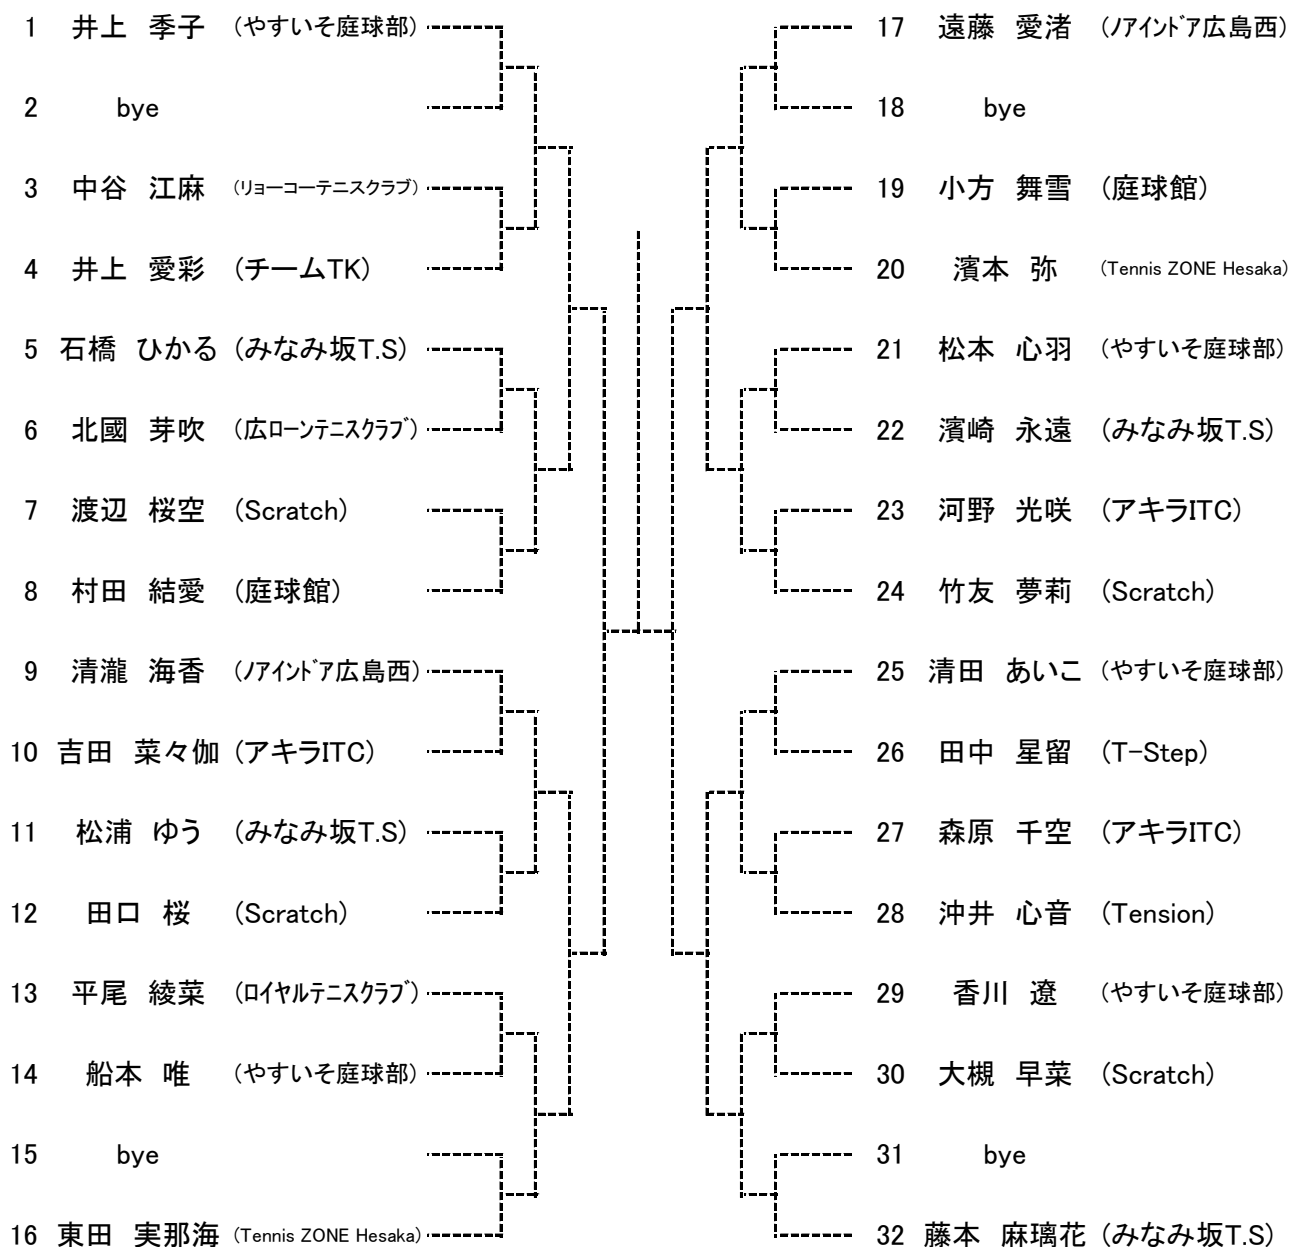 1 井上 季子 (やすいそ庭球部)
2 bye
3 中谷 江麻 (リョーコーテニスクラブ)
4 井上 愛彩 (チームTK)
5 石橋 ひかる (みなみ坂T.S)
6 北國 芽吹 (広ローンテニスクラブ)
7 渡辺 桜空 (Scratch)
8 村田 結愛 (庭球館)
9 清瀧 海香 (ノアインドア広島西)
10 吉田 菜々伽 (アキラITC)
11 松浦 ゆう (みなみ坂T.S)
12 田口 桜 (Scratch)
13 平尾 綾菜 (ロイヤルテニスクラブ)
14 船本 唯 (やすいそ庭球部)
15 bye
16 東田 実那海 (Tennis ZONE Hesaka)
17 遠藤 愛渚 (ノアインドア広島西)
18 bye
19 小方 舞雪 (庭球館)
20 濱本 弥 (Tennis ZONE Hesaka)
21 松本 心羽 (やすいそ庭球部)
22 濱崎 永遠 (みなみ坂T.S)
23 河野 光咲 (アキラITC)
24 竹友 夢莉 (Scratch)
25 清田 あいこ (やすいそ庭球部)
26 田中 星留 (T-Step)
27 森原 千空 (アキラITC)
28 沖井 心音 (Tension)
29 香川 遼 (やすいそ庭球部)
30 大槻 早菜 (Scratch)
31 bye
32 藤本 麻璃花 (みなみ坂T.S)